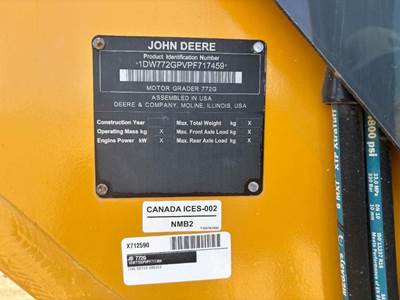 JOHN DEERE
Product Identification Number
*1DW772GPVPF717459*
MOTOR GRADER 772G
ASSEMBLED IN USA
DEERE & COMPANY, MOLINE, ILLINOIS, USA
Construction Year X Max. Total Weight kg X
Operating Mass kg X Max. Front Axle Load kg X
Engine Power kW X Max. Rear Axle Load kg X
CANADA ICES-002
NMB2
X712590
JD 772G